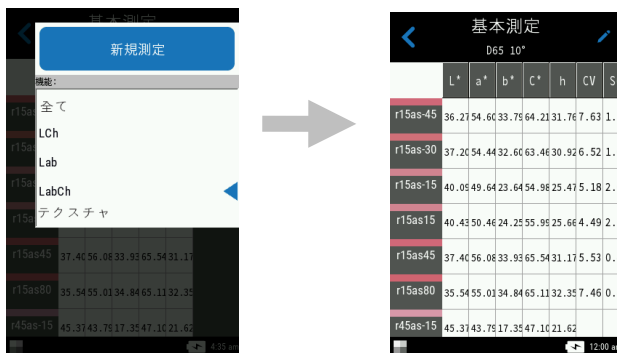 基本測定
新規測定
機能:
全て
LCh
Lab
LabCh
テクスチャ
r15as45 37.40 56.08 33.93 65.54 31.17
r15as80 35.54 55.01 34.84 65.11 32.35
r45as-15 45.37 43.79 17.35 47.10 21.62
4:35 am
基本測定
D65 10°
L* a* b* C* h CV S
r15as-45 36.27 54.60 33.79 64.21 31.76 7.63 1.
r15as-30 37.20 54.44 32.60 63.46 30.92 6.52 1.
r15as-15 40.09 49.64 23.64 54.98 25.47 5.18 2.
r15as15 40.43 50.46 24.25 55.99 25.66 4.49 2.
r15as45 37.40 56.08 33.93 65.54 31.17 5.53 0.
r15as80 35.54 55.01 34.84 65.11 32.35 7.46 0.
r45as-15 45.37 43.79 17.35 47.10 21.62
12:00 am